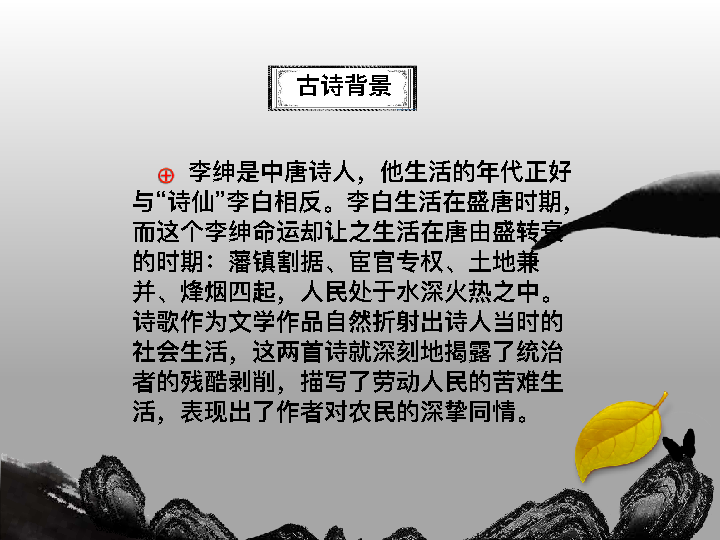 古诗背景
李绅是中唐诗人，他生活的年代正好
与“诗仙”李白相反。李白生活在盛唐时期，
而这个李绅命运却让之生活在唐由盛转衰
的时期：藩镇割据、宦官专权、土地兼
并、烽烟四起，人民处于水深火热之中。
诗歌作为文学作品自然折射出诗人当时的
社会生活，这两首诗就深刻地揭露了统治
者的残酷剥削，描写了劳动人民的苦难生
活，表现出了作者对农民的深挚同情。